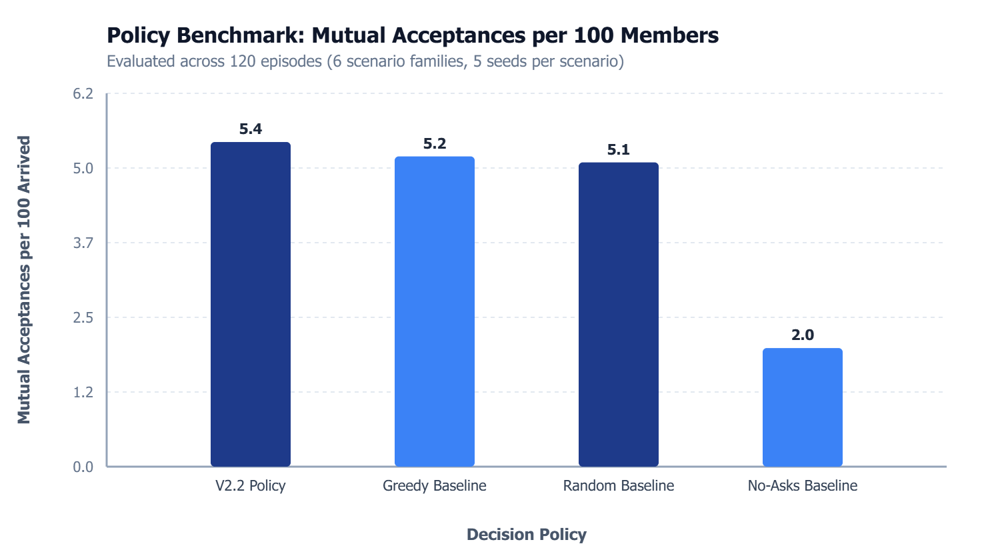 Policy Benchmark: Mutual Acceptances per 100 Members
Evaluated across 120 episodes (6 scenario families, 5 seeds per scenario)
Mutual Acceptances per 100 Arrived
6.2
5.0
3.7
2.5
1.2
0.0
5.4
5.2
5.1
2.0
V2.2 Policy
Greedy Baseline
Random Baseline
No-Asks Baseline
Decision Policy